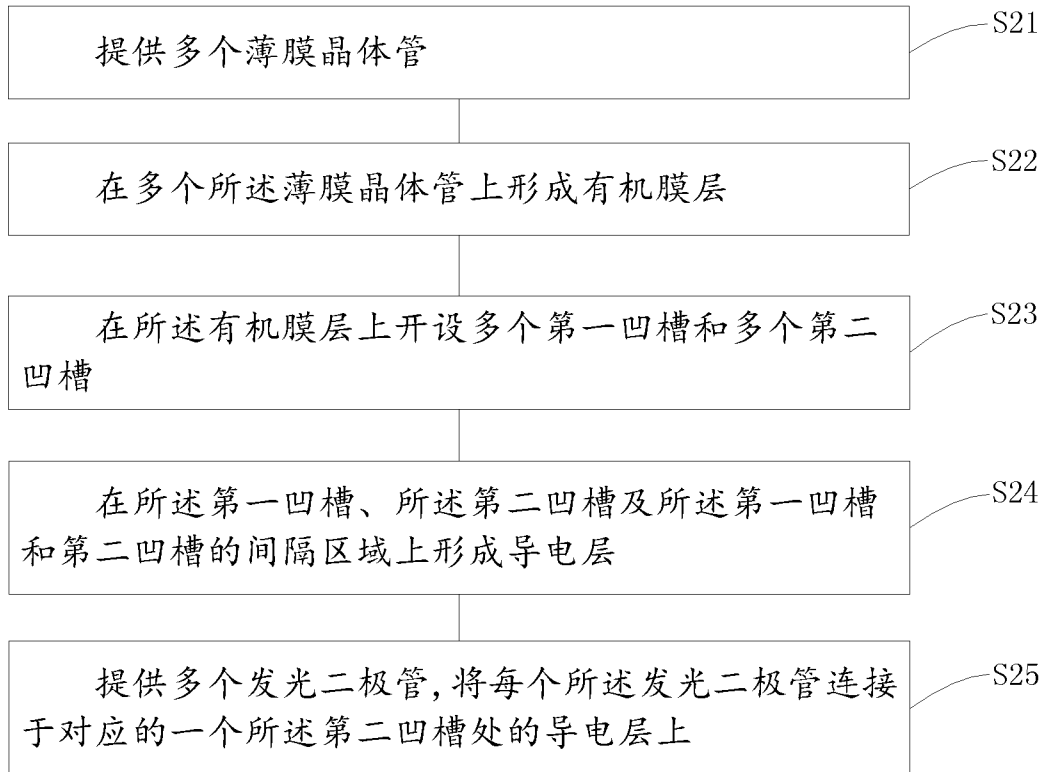 提供多个薄膜晶体管
S21
在多个所述薄膜晶体管上形成有机膜层
S22
在所述有机膜层上开设多个第一凹槽和多个第二
凹槽
S23
在所述第一凹槽、所述第二凹槽及所述第一凹槽
和第二凹槽的间隔区域上形成导电层
S24
提供多个发光二极管,将每个所述发光二极管连接
于对应的一个所述第二凹槽处的导电层上
S25